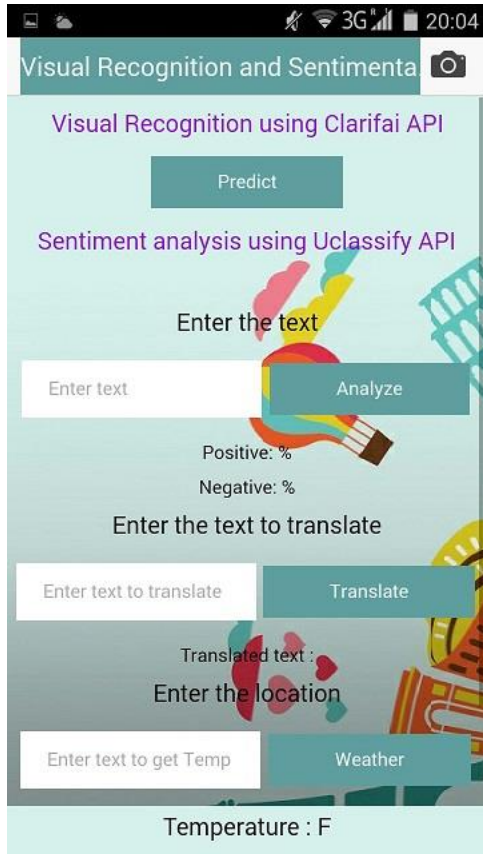 3G R 20:04
Visual Recognition and Sentimenta.
Visual Recognition using Clarifai API
Predict
Sentiment analysis using Uclassify API
Enter the text
Enter text Analyze
Positive: %
Negative: %
Enter the text to translate
Enter text to translate Translate
Translated text :
Enter the location
Enter text to get Temp Weather
Temperature : F